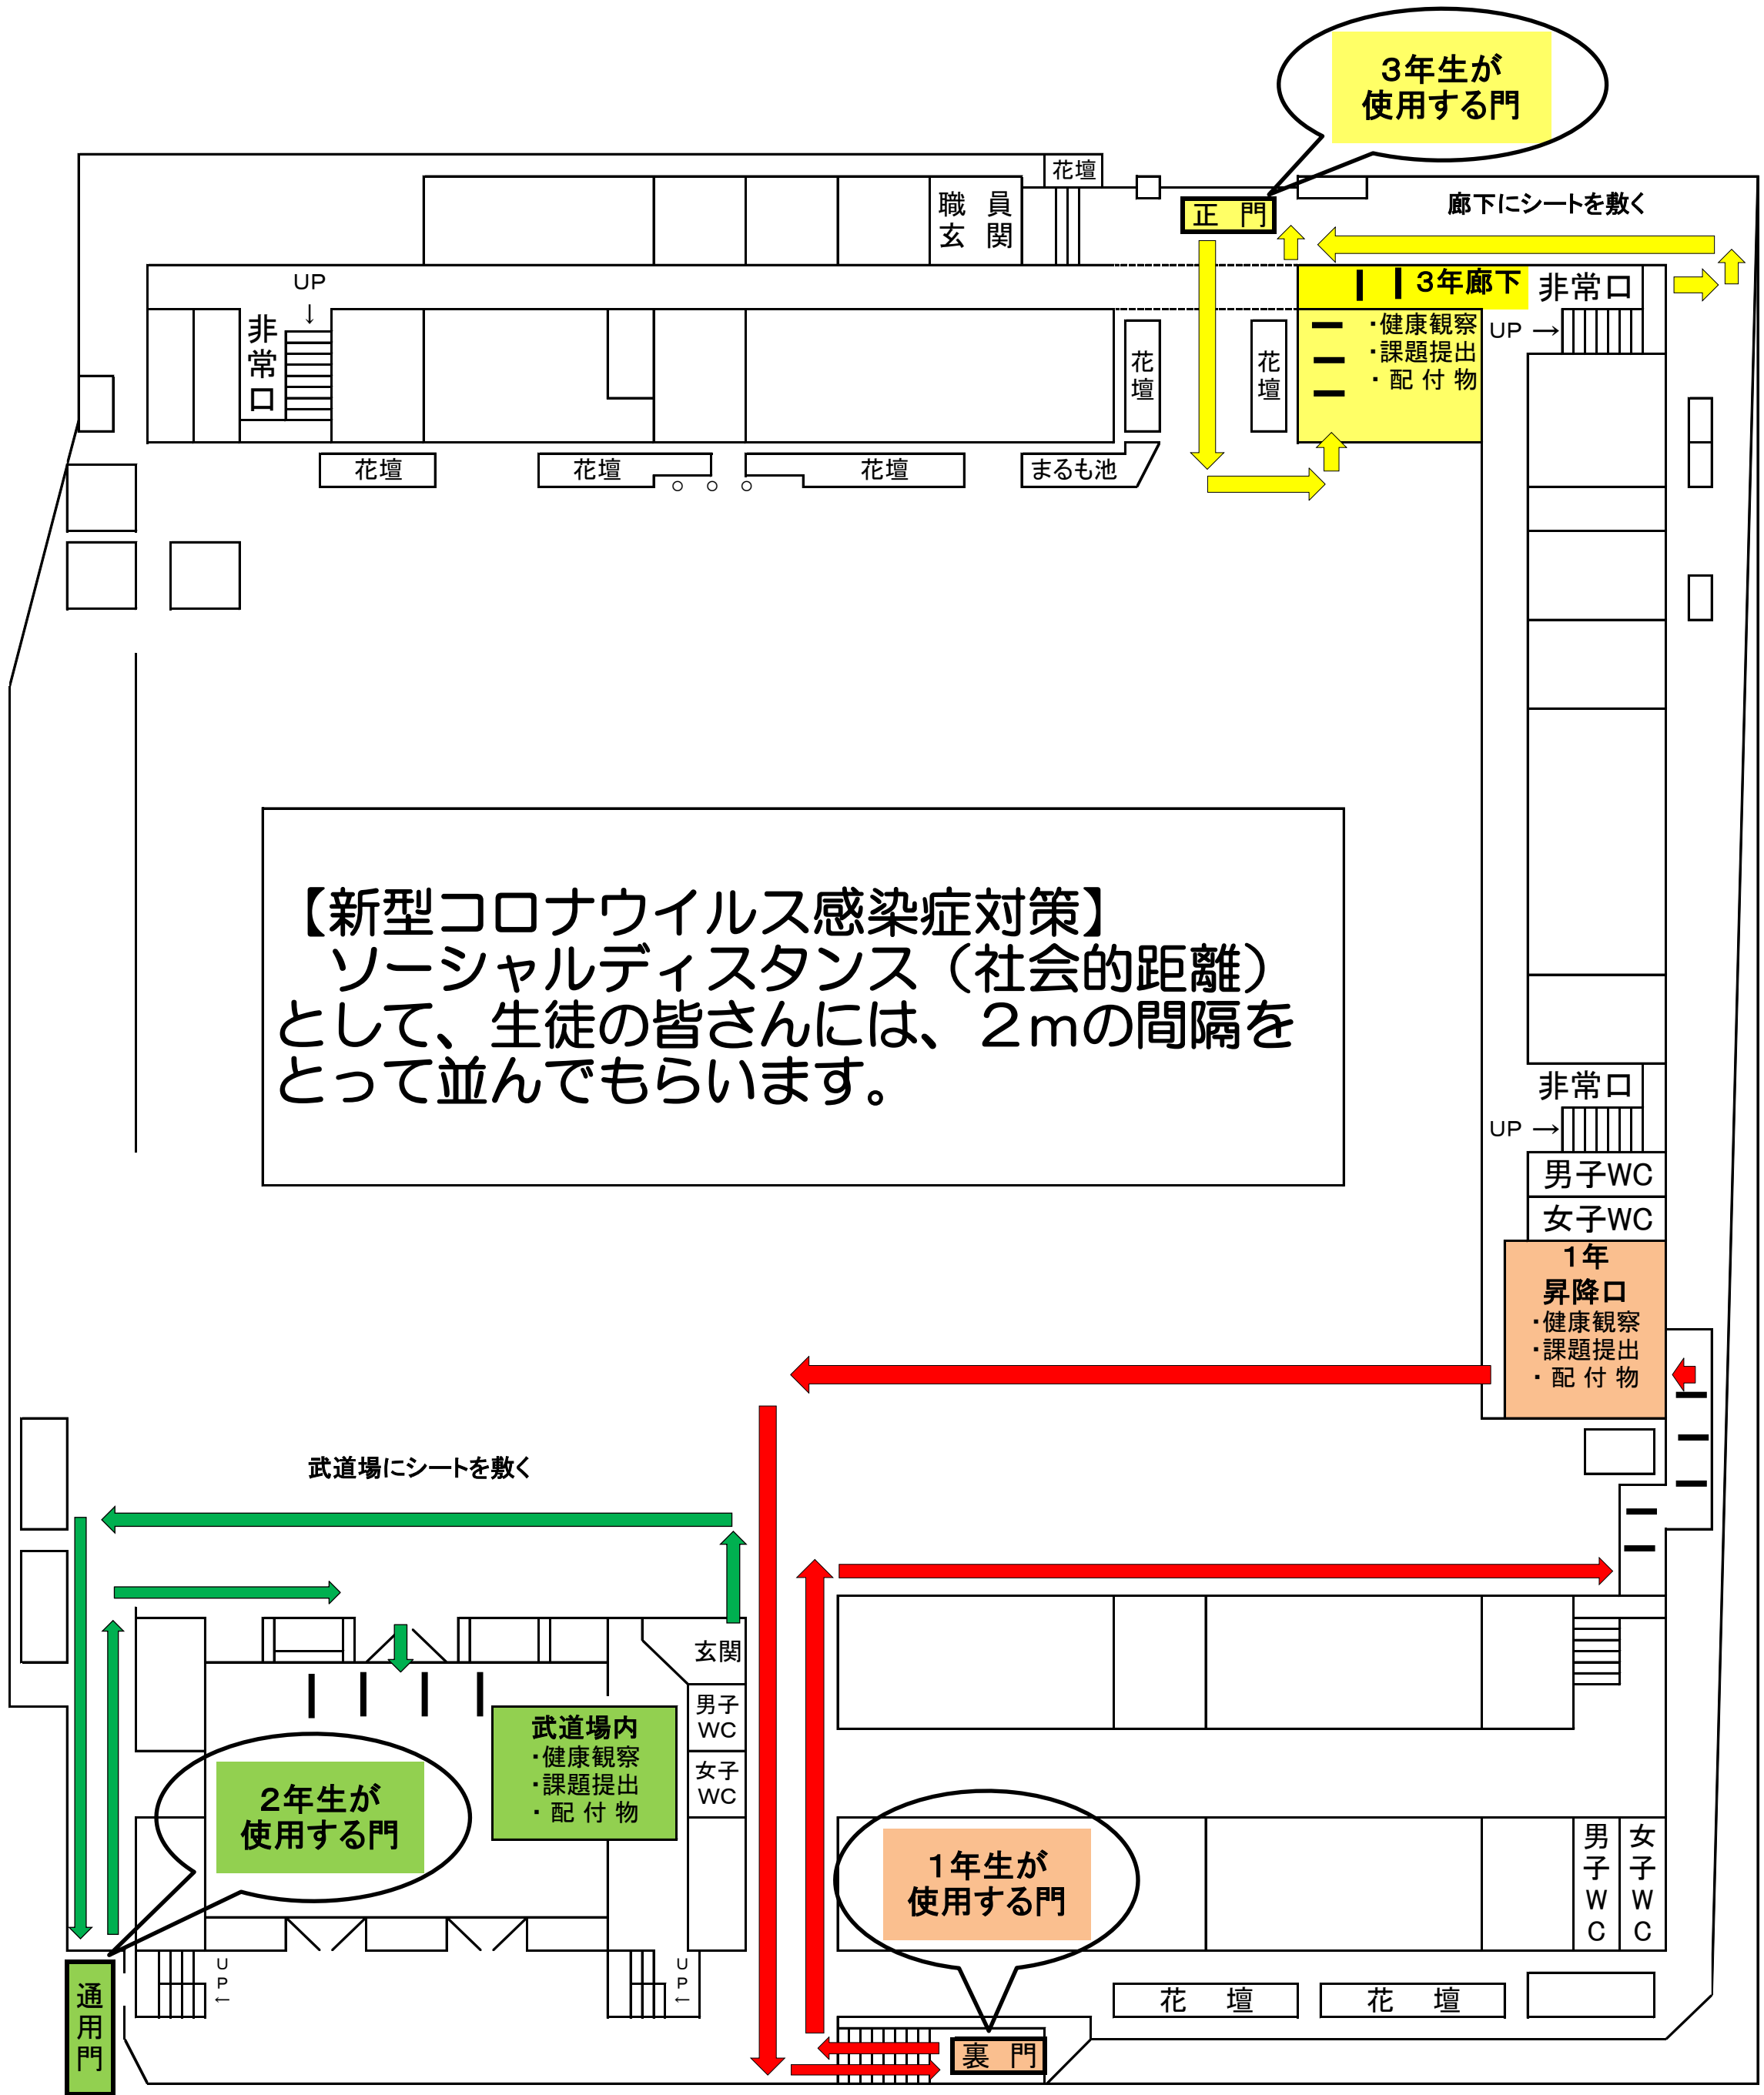 3年生が
使用する門
花壇
職員
玄関
正 門
廊下にシートを敷く
UP
↓
非常口
3年廊下
・健康観察
・課題提出
・配付物
非常口
UP →
花壇
花壇
花壇
花壇
花壇
まるも池
【新型コロナウイルス感染症対策】
ソーシャルディスタンス（社会的距離）
として、生徒の皆さんには、２ｍの間隔を
とって並んでもらいます。
非常口
UP →
男子WC
女子WC
1年
昇降口
・健康観察
・課題提出
・配付物
武道場にシートを敷く
玄関
男子
WC
女子
WC
武道場内
・健康観察
・課題提出
・配付物
2年生が
使用する門
1年生が
使用する門
男子WC
女子WC
通用門
UP←
UP←
花 壇
花 壇
裏 門